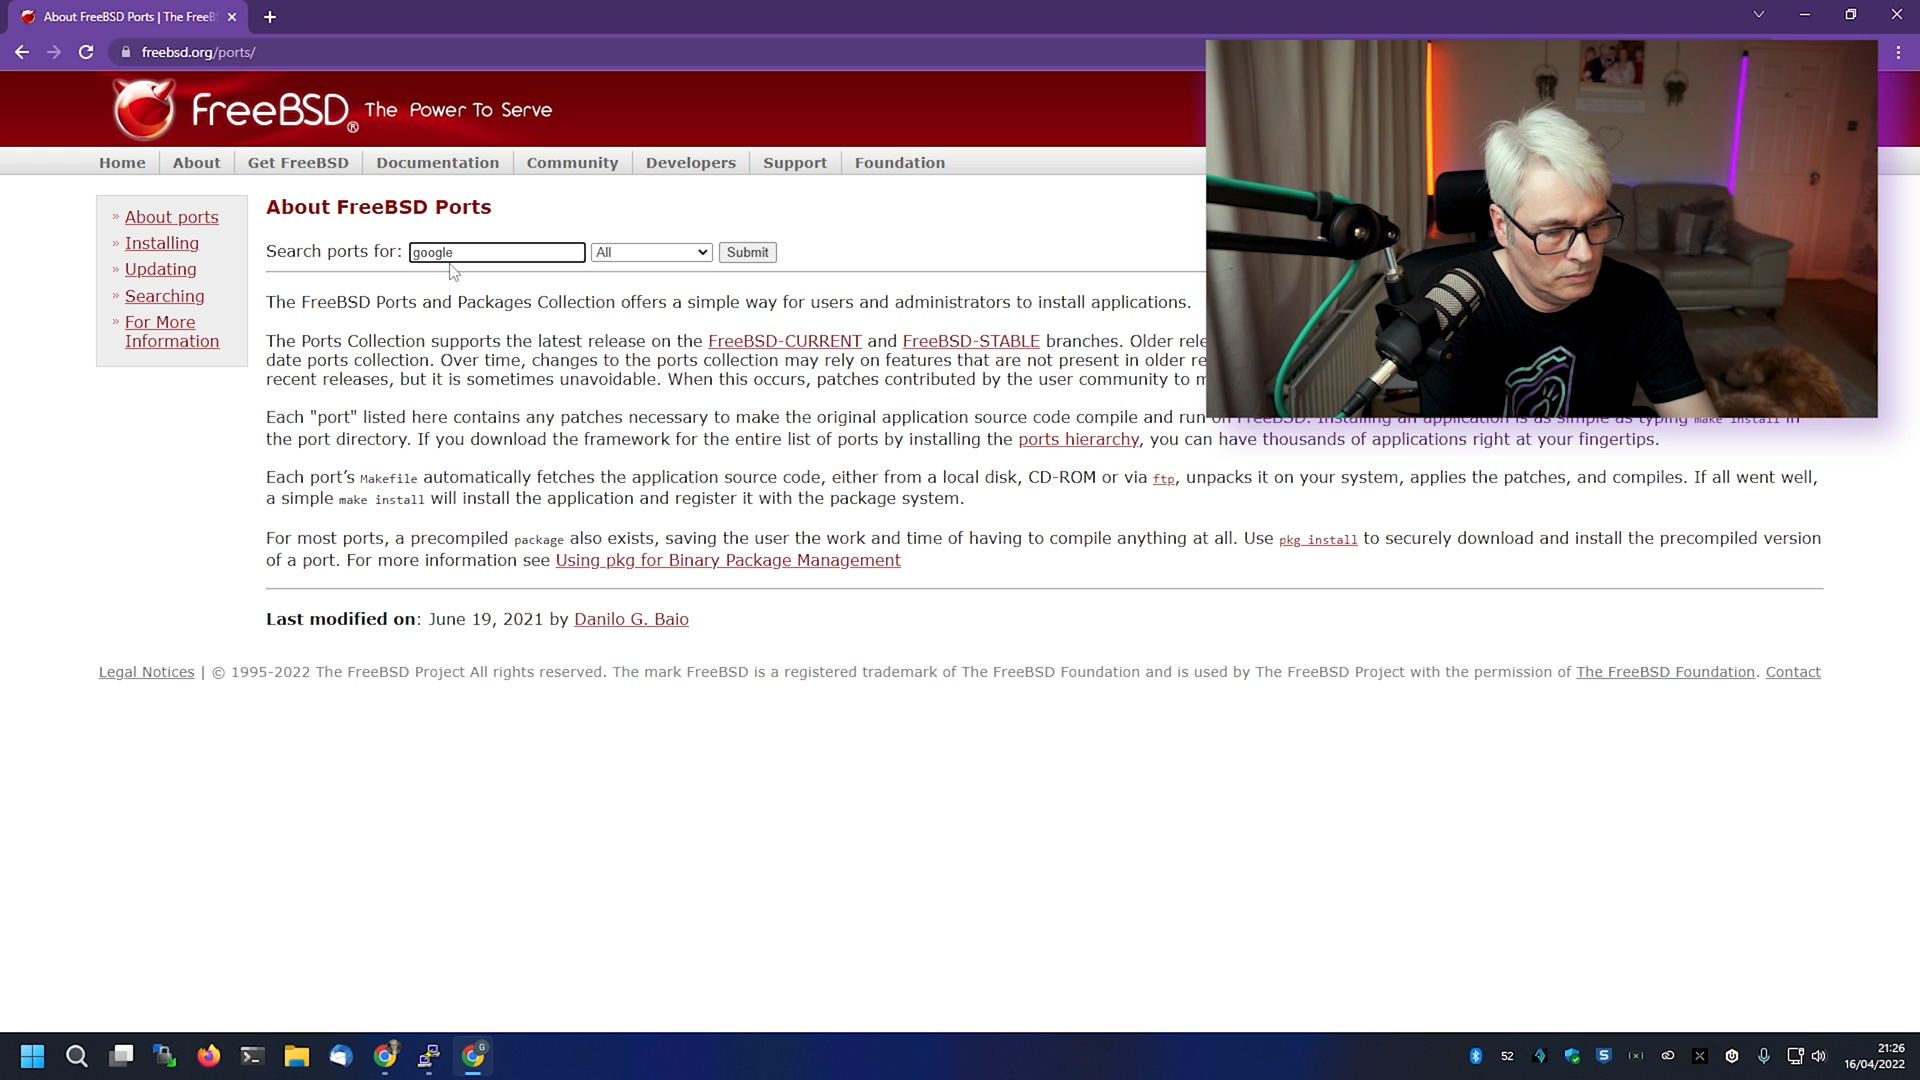 About FreeBSD Ports | The FreeB
freebsd.org/ports/
FreeBSD® The Power To Serve
Home About Get FreeBSD Documentation Community Developers Support Foundation
» About ports
» Installing
» Updating
» Searching
» For More
Information
About FreeBSD Ports
Search ports for: google All Submit
The FreeBSD Ports and Packages Collection offers a simple way for users and administrators to install applications.
The Ports Collection supports the latest release on the FreeBSD-CURRENT and FreeBSD-STABLE branches. Older rele
date ports collection. Over time, changes to the ports collection may rely on features that are not present in older re
recent releases, but it is sometimes unavoidable. When this occurs, patches contributed by the user community to m
Each "port" listed here contains any patches necessary to make the original application source code compile and run on FreeBSD. Installing an application is as simple as typing make install in
the port directory. If you download the framework for the entire list of ports by installing the ports hierarchy, you can have thousands of applications right at your fingertips.
Each port’s Makefile automatically fetches the application source code, either from a local disk, CD-ROM or via ftp, unpacks it on your system, applies the patches, and compiles. If all went well,
a simple make install will install the application and register it with the package system.
For most ports, a precompiled package also exists, saving the user the work and time of having to compile anything at all. Use pkg install to securely download and install the precompiled version
of a port. For more information see Using pkg for Binary Package Management
Last modified on: June 19, 2021 by Danilo G. Baio
Legal Notices | © 1995-2022 The FreeBSD Project All rights reserved. The mark FreeBSD is a registered trademark of The FreeBSD Foundation and is used by The FreeBSD Project with the permission of The FreeBSD Foundation. Contact
52
21:26
16/04/2022